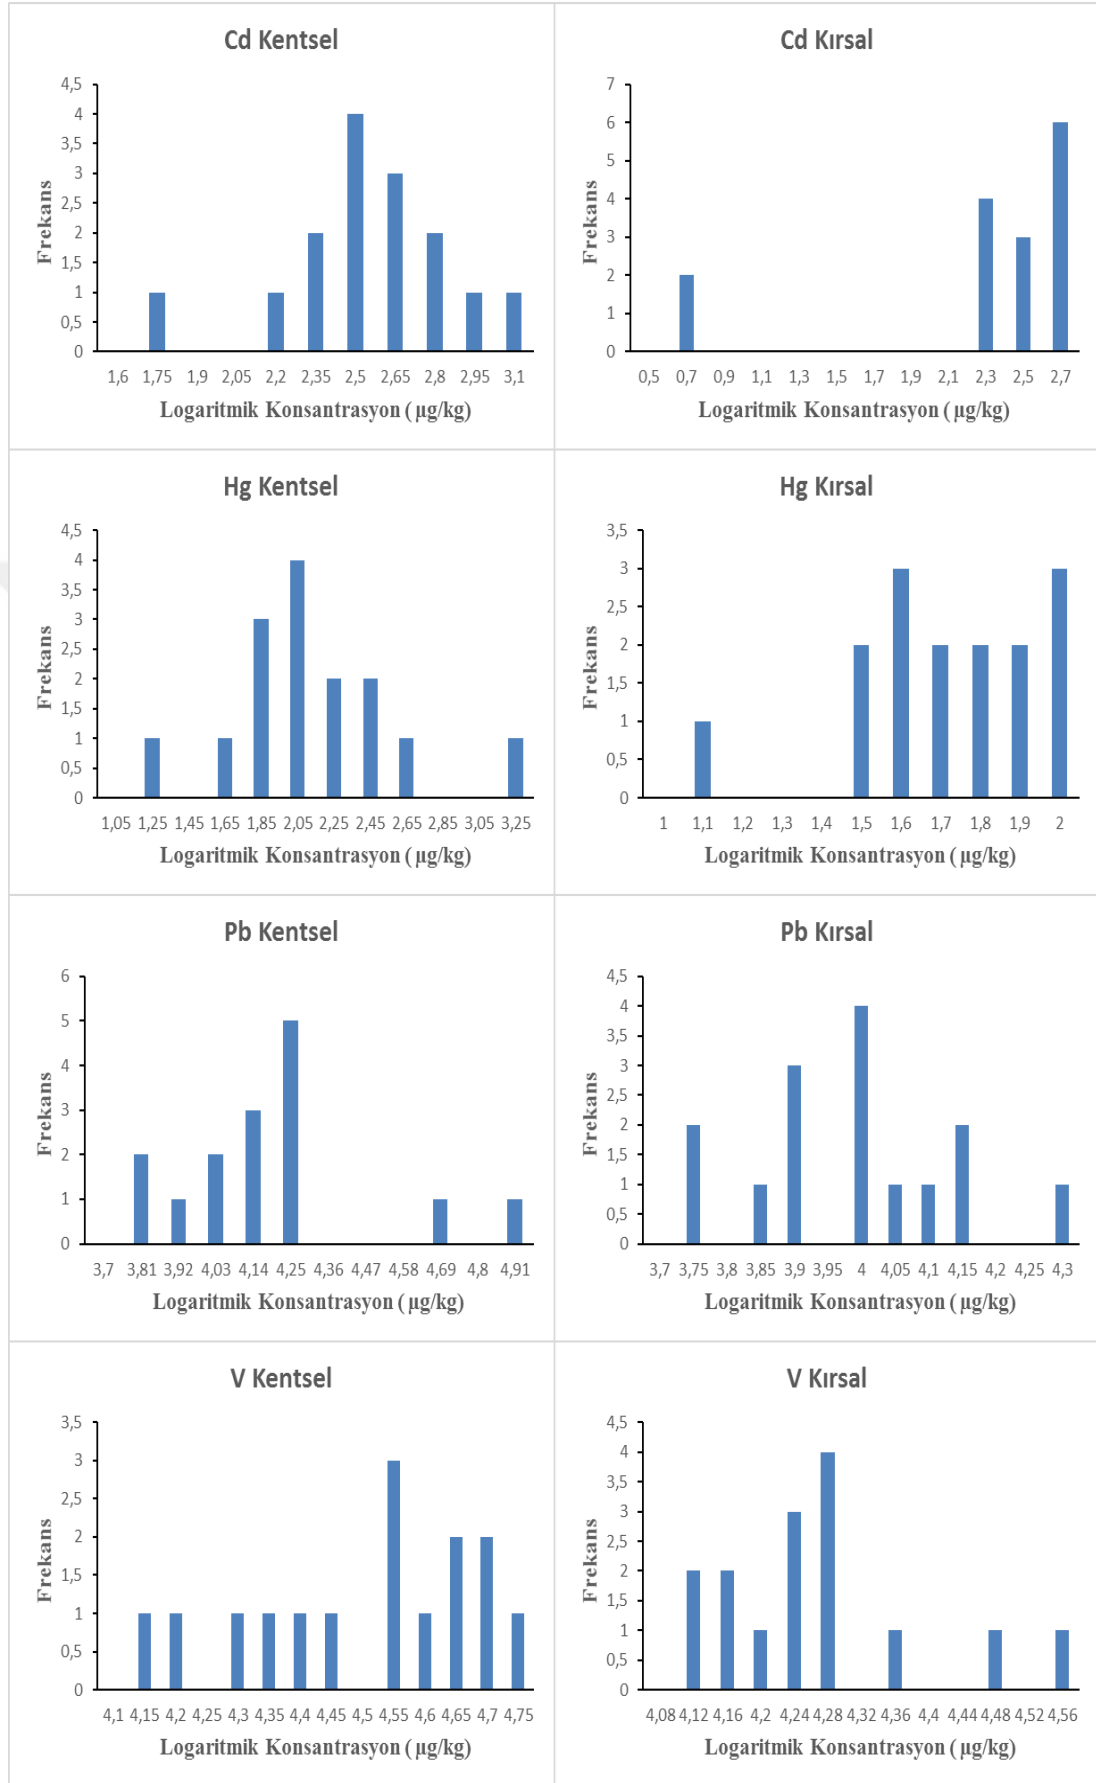 Cd Kentsel
4,5
4
3,5
3
2,5
2
1,5
1
0,5
0
Frekans
1,6 1,75 1,9 2,05 2,2 2,35 2,5 2,65 2,8 2,95 3,1
Logaritmik Konsantrasyon ( µg/kg)
Cd Kırsal
7
6
5
4
3
2
1
0
Frekans
0,5 0,7 0,9 1,1 1,3 1,5 1,7 1,9 2,1 2,3 2,5 2,7
Logaritmik Konsantrasyon ( µg/kg)
Hg Kentsel
4,5
4
3,5
3
2,5
2
1,5
1
0,5
0
Frekans
1,05 1,25 1,45 1,65 1,85 2,05 2,25 2,45 2,65 2,85 3,05 3,25
Logaritmik Konsantrasyon ( µg/kg)
Hg Kırsal
3,5
3
2,5
2
1,5
1
0,5
0
Frekans
1 1,1 1,2 1,3 1,4 1,5 1,6 1,7 1,8 1,9 2
Logaritmik Konsantrasyon ( µg/kg)
Pb Kentsel
6
5
4
3
2
1
0
Frekans
3,7 3,81 3,92 4,03 4,14 4,25 4,36 4,47 4,58 4,69 4,8 4,91
Logaritmik Konsantrasyon ( µg/kg)
Pb Kırsal
4,5
4
3,5
3
2,5
2
1,5
1
0,5
0
Frekans
3,7 3,75 3,8 3,85 3,9 3,95 4 4,05 4,1 4,15 4,2 4,25 4,3
Logaritmik Konsantrasyon ( µg/kg)
V Kentsel
3,5
3
2,5
2
1,5
1
0,5
0
Frekans
4,1 4,15 4,2 4,25 4,3 4,35 4,4 4,45 4,5 4,55 4,6 4,65 4,7 4,75
Logaritmik Konsantrasyon ( µg/kg)
V Kırsal
4,5
4
3,5
3
2,5
2
1,5
1
0,5
0
Frekans
4,08 4,12 4,16 4,2 4,24 4,28 4,32 4,36 4,4 4,44 4,48 4,52 4,56
Logaritmik Konsantrasyon ( µg/kg)